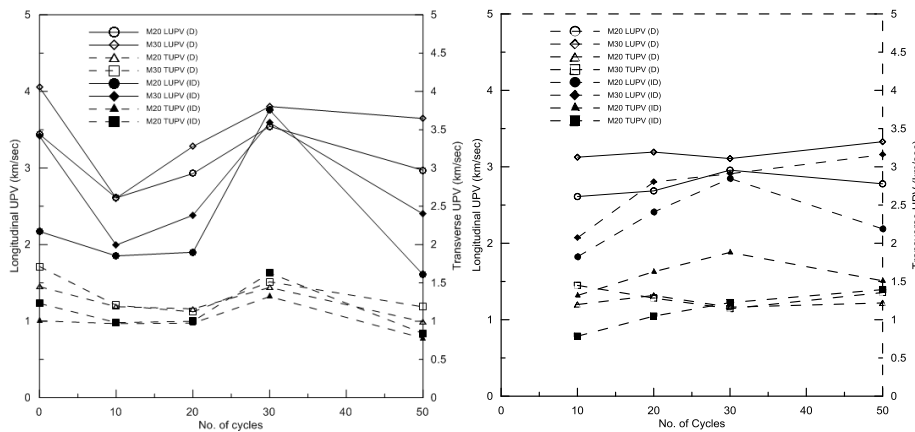 5
4
3
2
1
0
Longitudinal UPV (km/sec)
M20 LUPV (D)
M30 LUPV (D)
M20 TUPV (D)
M30 TUPV (D)
M20 LUPV (ID)
M30 LUPV (ID)
M20 TUPV (ID)
M20 TUPV (ID)
5
4.5
4
3.5
3
2.5
2
1.5
1
0.5
0
Transverse UPV (km/sec)
0 10 20 30 40 50
No. of cycles
5
4
3
2
1
0
Longitudinal UPV (km/sec)
M20 LUPV (D)
M30 LUPV (D)
M20 TUPV (D)
M30 TUPV (D)
M20 LUPV (ID)
M30 LUPV (ID)
M20 TUPV (ID)
M20 TUPV (ID)
5
4.5
4
3.5
3
2.5
2
1.5
1
0.5
0
0 10 20 30 40 50
No. of Cycles